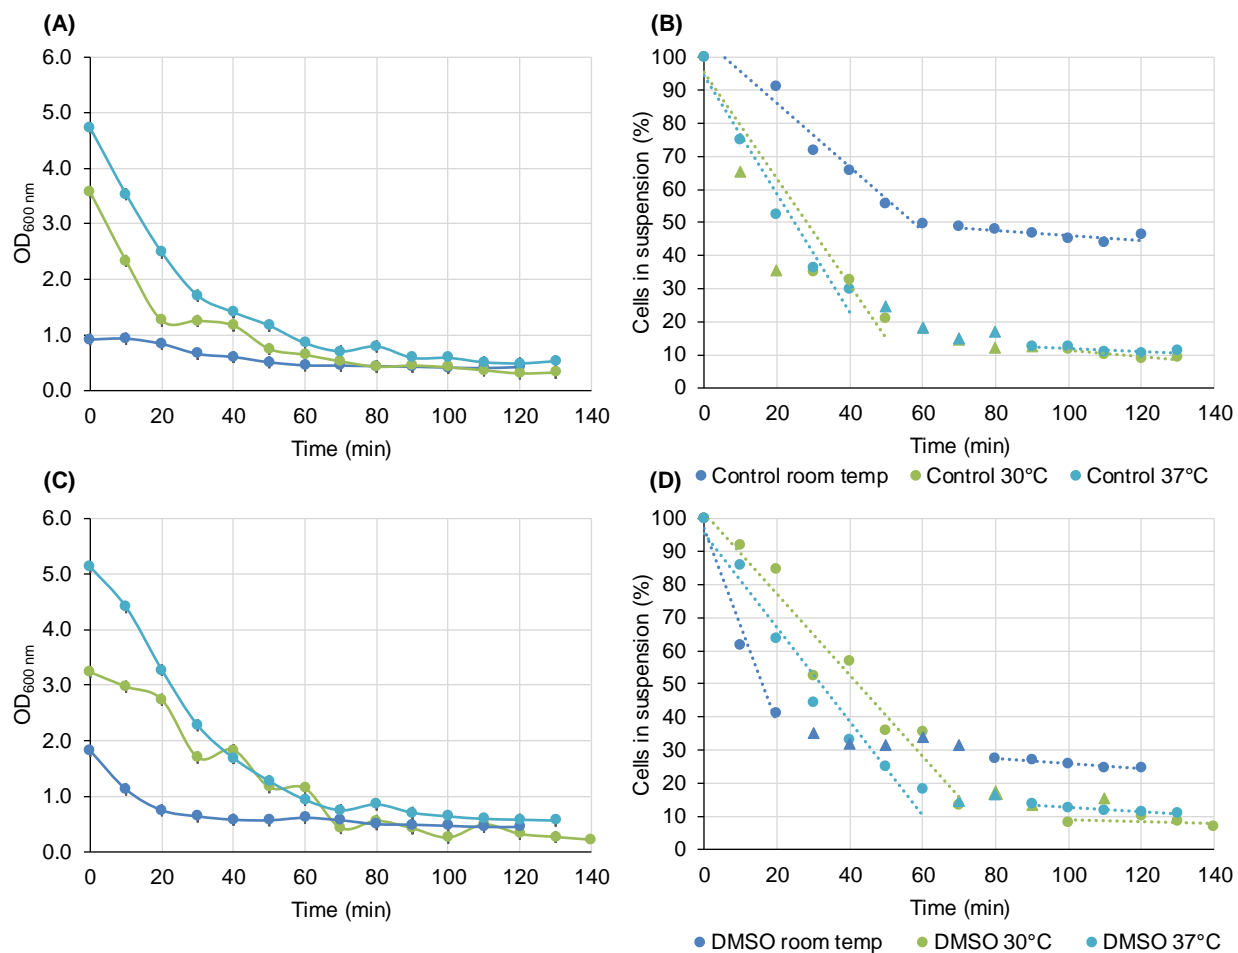 (A)
6.0
5.0
4.0
3.0
2.0
1.0
0.0
OD600 nm
0 20 40 60 80 100 120 140
Time (min)
(B)
100
90
80
70
60
50
40
30
20
10
0
Cells in suspension (%)
0 20 40 60 80 100 120 140
Time (min)
Control room temp Control 30°C Control 37°C
(C)
6.0
5.0
4.0
3.0
2.0
1.0
0.0
OD600 nm
0 20 40 60 80 100 120 140
Time (min)
(D)
100
90
80
70
60
50
40
30
20
10
0
Cells in suspension (%)
0 20 40 60 80 100 120 140
Time (min)
DMSO room temp DMSO 30°C DMSO 37°C